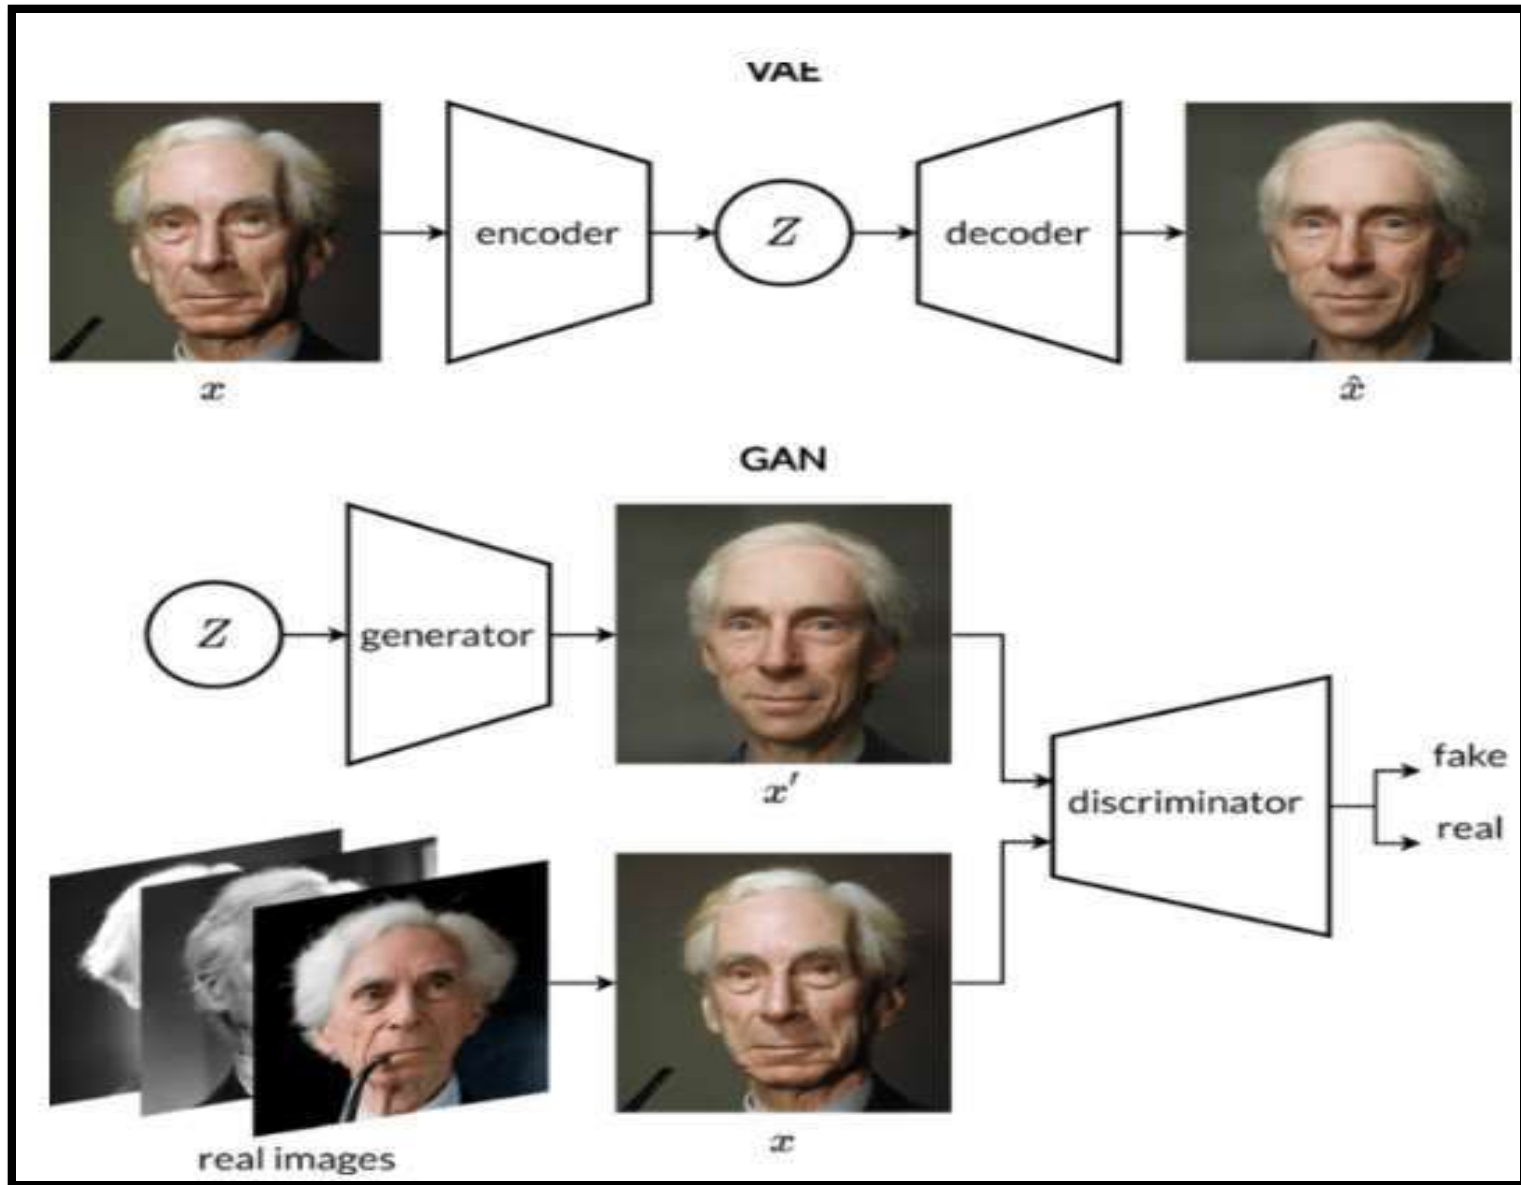 VAE
encoder
Z
decoder
x
x̂
GAN
Z
generator
x′
discriminator
fake
real
real images
x